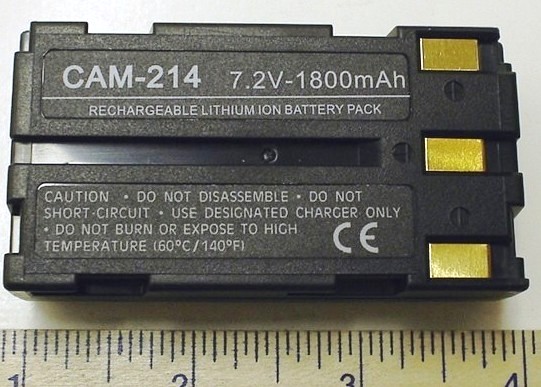 CAM-214 7.2V-1800mAh
RECHARGEABLE LITHIUM ION BATTERY PACK
CAUTION • DO NOT DISASSEMBLE • DO NOT
SHORT-CIRCUIT • USE DESIGNATED CHARGER ONLY
• DO NOT BURN OR EXPOSE TO HIGH
TEMPERATURE (60°C/140°F)
CE
1 2 3 4